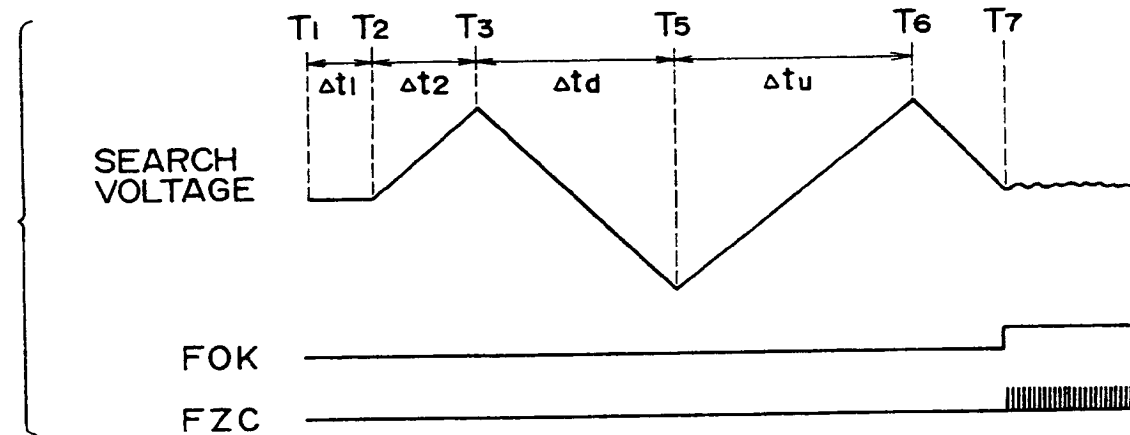 T1 T2 T3 T5 T6 T7
Δt1 Δt2 Δtd Δtu
SEARCH
VOLTAGE
FOK
FZC